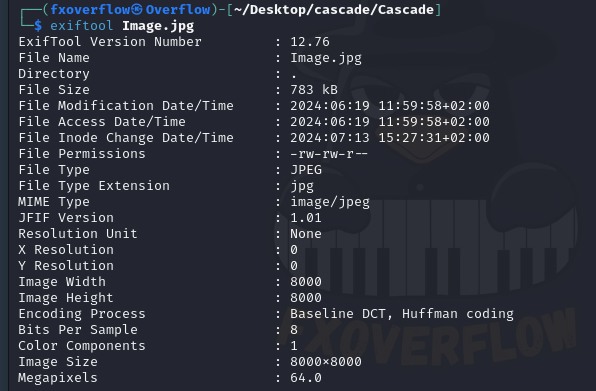 ┌──(fxoverflow㉿Overflow)-[~/Desktop/cascade/Cascade]
└─$ exiftool Image.jpg
ExifTool Version Number         : 12.76
File Name                       : Image.jpg
Directory                       : .
File Size                       : 783 kB
File Modification Date/Time     : 2024:06:19 11:59:58+02:00
File Access Date/Time           : 2024:06:19 11:59:58+02:00
File Inode Change Date/Time     : 2024:07:13 15:27:31+02:00
File Permissions                : -rw-rw-r--
File Type                       : JPEG
File Type Extension             : jpg
MIME Type                       : image/jpeg
JFIF Version                    : 1.01
Resolution Unit                 : None
X Resolution                    : 0
Y Resolution                    : 0
Image Width                     : 8000
Image Height                    : 8000
Encoding Process                : Baseline DCT, Huffman coding
Bits Per Sample                 : 8
Color Components                : 1
Image Size                      : 8000x8000
Megapixels                      : 64.0
FXOVERFLOW